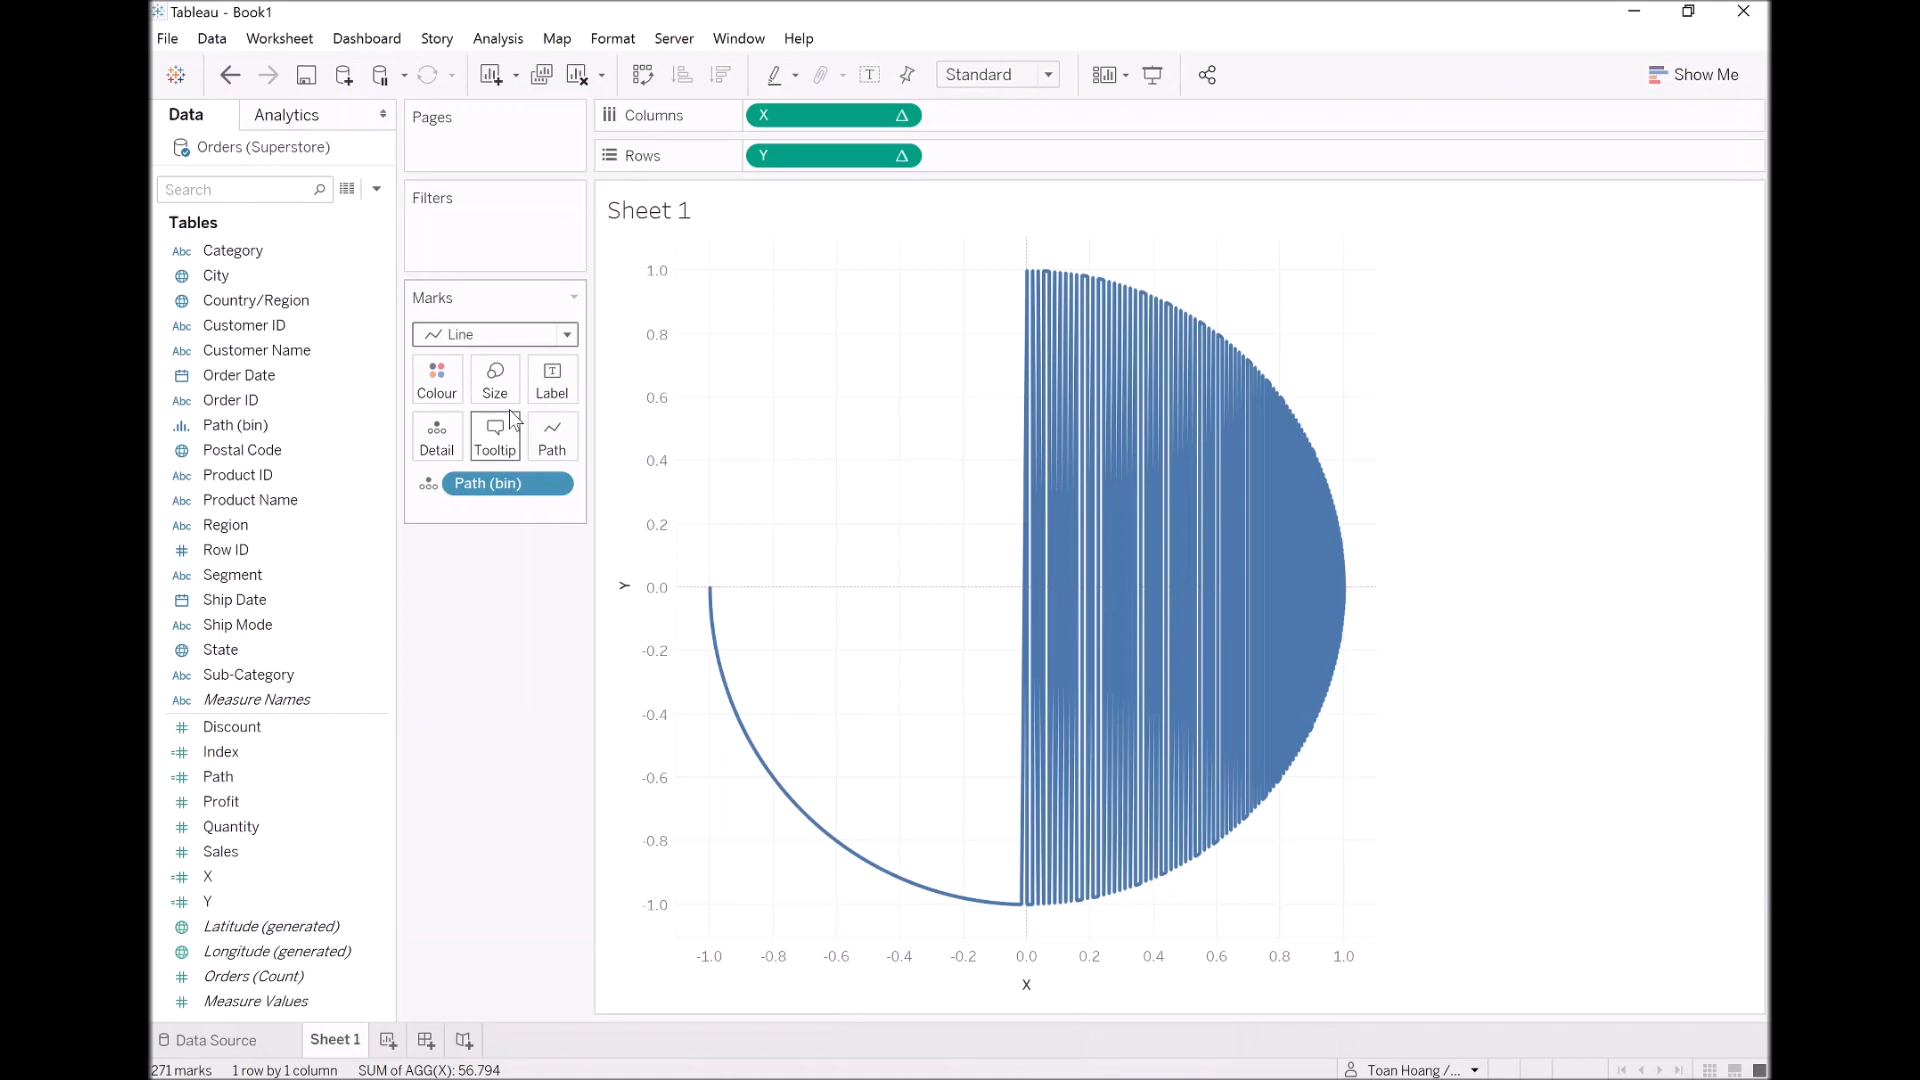 Tableau - Book1
File Data Worksheet Dashboard Story Analysis Map Format Server Window Help
Standard
Show Me
Data Analytics
Pages
Columns X
Orders (Superstore)
Rows Y
Search
Filters
Tables
Category
City
Country/Region
Customer ID
Customer Name
Order Date
Order ID
Path (bin)
Postal Code
Product ID
Product Name
Region
Row ID
Segment
Ship Date
Ship Mode
State
Sub-Category
Measure Names
Discount
Index
Path
Profit
Quantity
Sales
X
Y
Latitude (generated)
Longitude (generated)
Orders (Count)
Measure Values
Marks
Line
Colour Size Label
Detail Tooltip Path
Path (bin)
Sheet 1
1.0
0.8
0.6
0.4
0.2
0.0
-0.2
-0.4
-0.6
-0.8
-1.0
Y
-1.0 -0.8 -0.6 -0.4 -0.2 0.0 0.2 0.4 0.6 0.8 1.0
X
Data Source Sheet 1
271 marks 1 row by 1 column SUM of AGG(X): 56.794
Toan Hoang /...